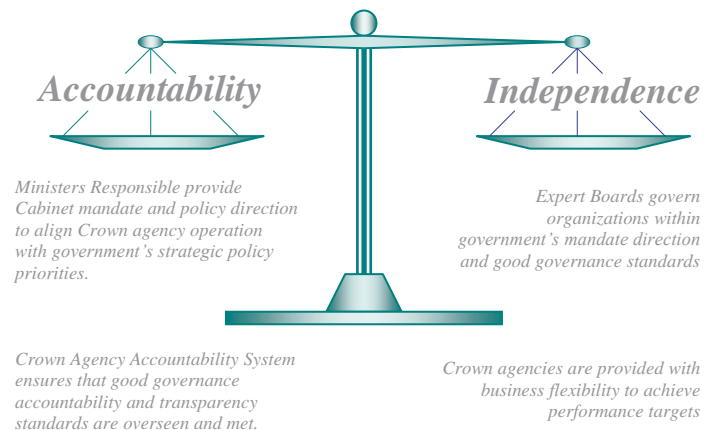 Accountability
Independence
Ministers Responsible provide
Cabinet mandate and policy direction
to align Crown agency operation
with government's strategic policy
priorities.
Expert Boards govern
organizations within
government's mandate direction
and good governance standards
Crown Agency Accountability System
ensures that good governance
accountability and transparency
standards are overseen and met.
Crown agencies are provided with
business flexibility to achieve
performance targets